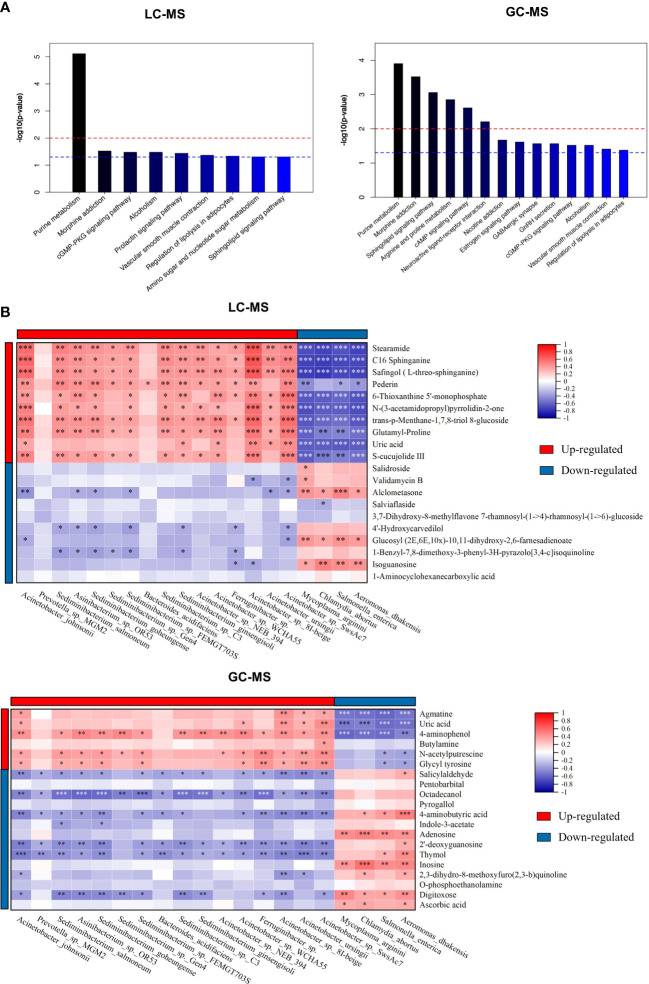 A
LC-MS
GC-MS
-log10(p-value)
5
4
3
2
1
0
Purine metabolism
Morphine addiction
cGMP-PKG signaling pathway
Alcoholism
Prolactin signaling pathway
Vascular smooth muscle contraction
Regulation of lipolysis in adipocytes
Amino sugar and nucleotide sugar metabolism
Sphingolipid signaling pathway
-log10(p-value)
4
3
2
1
0
Purine metabolism
Morphine addiction
Sphingolipis signaling pathway
Arginine and proline metabolism
cAMP signaling pathway
Neuroactive ligand-receptor interaction
Nicotine addiction
Estrogen signaling pathway
GABAergic synapse
GnRH secretion
cGMP-PKG signaling pathway
Alcoholism
Vascular smooth muscle contraction
Regulation of lipolysis in adipocytes
B
LC-MS
Stearamide
C16 Sphinganine
Safingol ( L-threo-sphinganine)
Pederin
6-Thioxanthine 5'-monophosphate
N-(3-acetamidopropyl)pyrrolidin-2-one
trans-p-Menthane-1,7,8-triol 8-glucoside
Glutamyl-Proline
Uric acid
S-cucujolide III
Salidroside
Validamycin B
Alclometasone
Salviaflaside
3,7-Dihydroxy-8-methylflavone 7-rhamnosyl-(1->4)-rhamnosyl-(1->6)-glucoside
4'-Hydroxycarvedilol
Glucosyl (2E,6E,10x)-10,11-dihydroxy-2,6-farnesadienoate
1-Benzyl-7,8-dimethoxy-3-phenyl-3H-pyrazolo[3,4-c]isoquinoline
Isoguanosine
1-Aminocyclohexanecarboxylic acid
1
0.8
0.6
0.4
0.2
0
-0.2
-0.4
-0.6
-0.8
-1
Up-regulated
Down-regulated
Acinetobacter_johnsonii
Prevotella_sp._MGM2
Sediminibacterium_salmoneum
Asinibacterium_sp._OR53
Sediminibacterium_goheungense
Sediminibacterium_sp._Gen4
Sediminibacterium_sp._FEMGT703S
Bacteroides_acidifaciens
Sediminibacterium_sp._C3
Sediminibacterium_ginsengisoli
Acinetobacter_sp._NEB_394
Acinetobacter_sp._WCHA55
Ferruginibacter_sp.
Acinetobacter_sp._8I-beige
Acinetobacter_ursingii
Acinetobacter_sp._SwsAc7
Mycoplasma_arginini
Chlamydia_abortus
Salmonella_enterica
Aeromonas_dhakensis
GC-MS
Agmatine
Uric acid
4-aminophenol
Butylamine
N-acetylputrescine
Glycyl tyrosine
Salicylaldehyde
Pentobarbital
Octadecanol
Pyrogallol
4-aminobutyric acid
Indole-3-acetate
Adenosine
2'-deoxyguanosine
Thymol
Inosine
2,3-dihydro-8-methoxyfuro(2,3-b)quinoline
O-phosphoethanolamine
Digitoxose
Ascorbic acid
1
0.8
0.6
0.4
0.2
0
-0.2
-0.4
-0.6
-0.8
-1
Up-regulated
Down-regulated
Acinetobacter_johnsonii
Prevotella_sp._MGM2
Sediminibacterium_salmoneum
Asinibacterium_sp._OR53
Sediminibacterium_goheungense
Sediminibacterium_sp._Gen4
Sediminibacterium_sp._FEMGT703S
Bacteroides_acidifaciens
Sediminibacterium_sp._C3
Sediminibacterium_ginsengisoli
Acinetobacter_sp._NEB_394
Acinetobacter_sp._WCHA55
Ferruginibacter_sp.
Acinetobacter_sp._8I-beige
Acinetobacter_ursingii
Acinetobacter_sp._SwsAc7
Mycoplasma_arginini
Chlamydia_abortus
Salmonella_enterica
Aeromonas_dhakensis